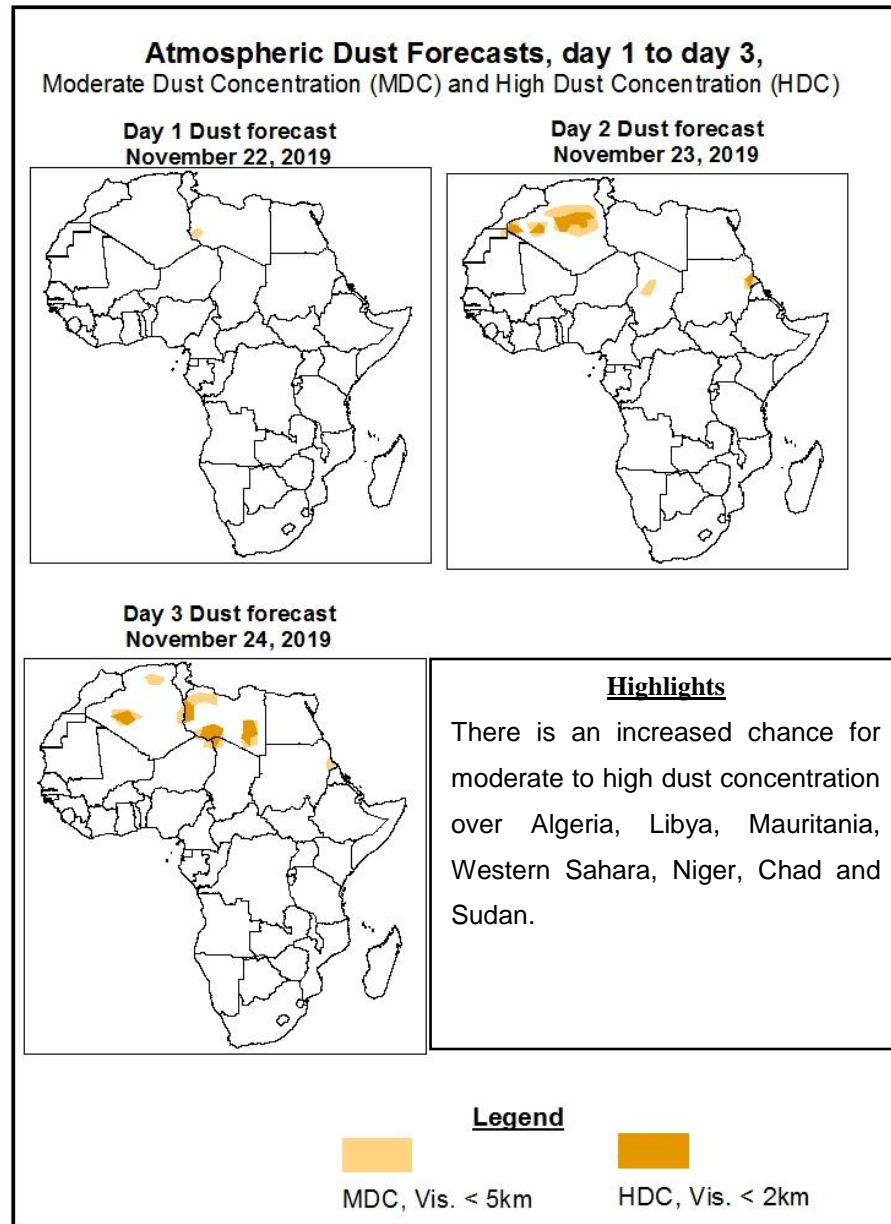 Atmospheric Dust Forecasts, day 1 to day 3,
Moderate Dust Concentration (MDC) and High Dust Concentration (HDC)
Day 1 Dust forecast
November 22, 2019
Day 2 Dust forecast
November 23, 2019
Day 3 Dust forecast
November 24, 2019
Highlights
There is an increased chance for
moderate to high dust concentration
over Algeria, Libya, Mauritania,
Western Sahara, Niger, Chad and
Sudan.
Legend
MDC, Vis. < 5km
HDC, Vis. < 2km